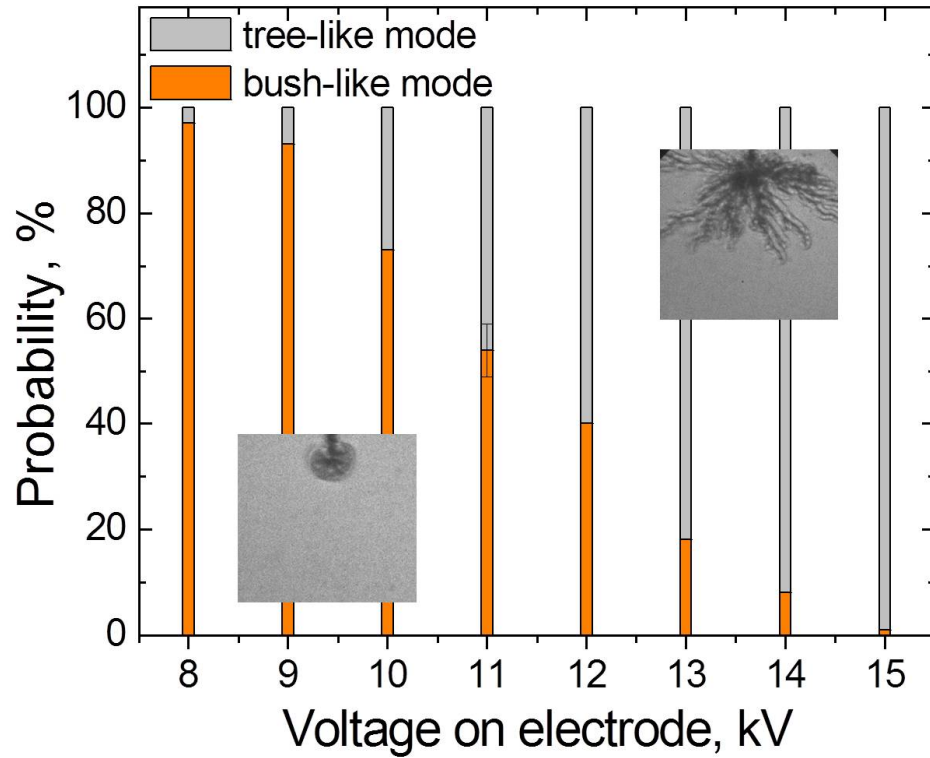 tree-like mode
bush-like mode
Probability, %
100
80
60
40
20
0
8 9 10 11 12 13 14 15
Voltage on electrode, kV